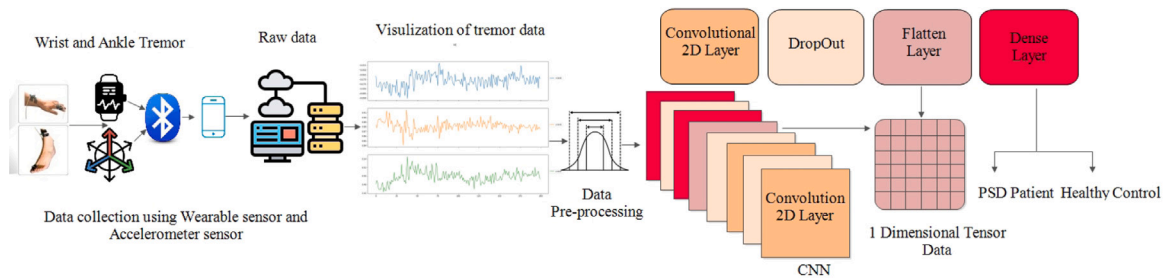 Wrist and Ankle Tremor
Raw data
Visulization of tremor data
Data collection using Wearable sensor and
Accelerometer sensor
Data
Pre-processing
Convolutional
2D Layer
DropOut
Flatten
Layer
Dense
Layer
Convolution
2D Layer
CNN
1 Dimensional Tensor
Data
PSD Patient
Healthy Control